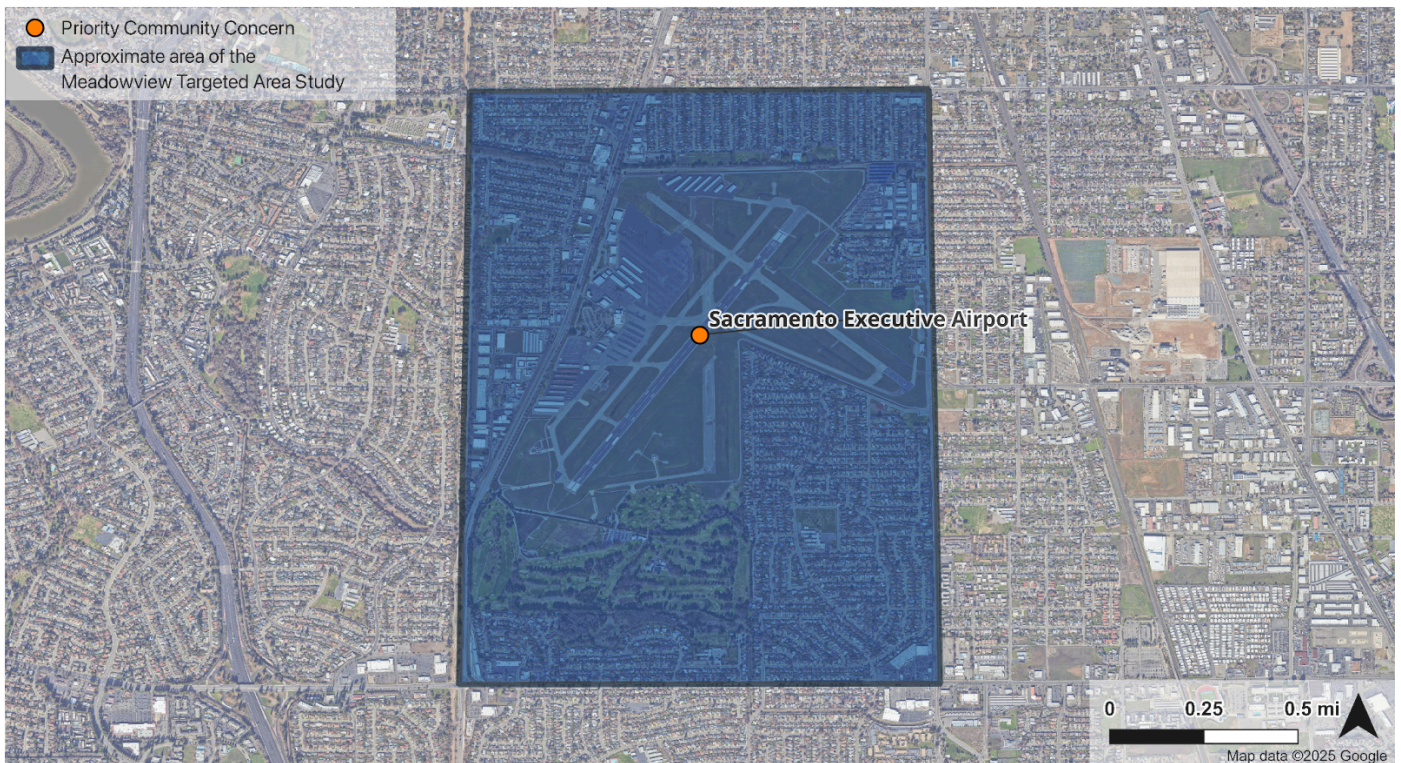 Priority Community Concern
Approximate area of the
Meadowview Targeted Area Study
Sacramento Executive Airport
0 0.25 0.5 mi
Map data ©2025 Google